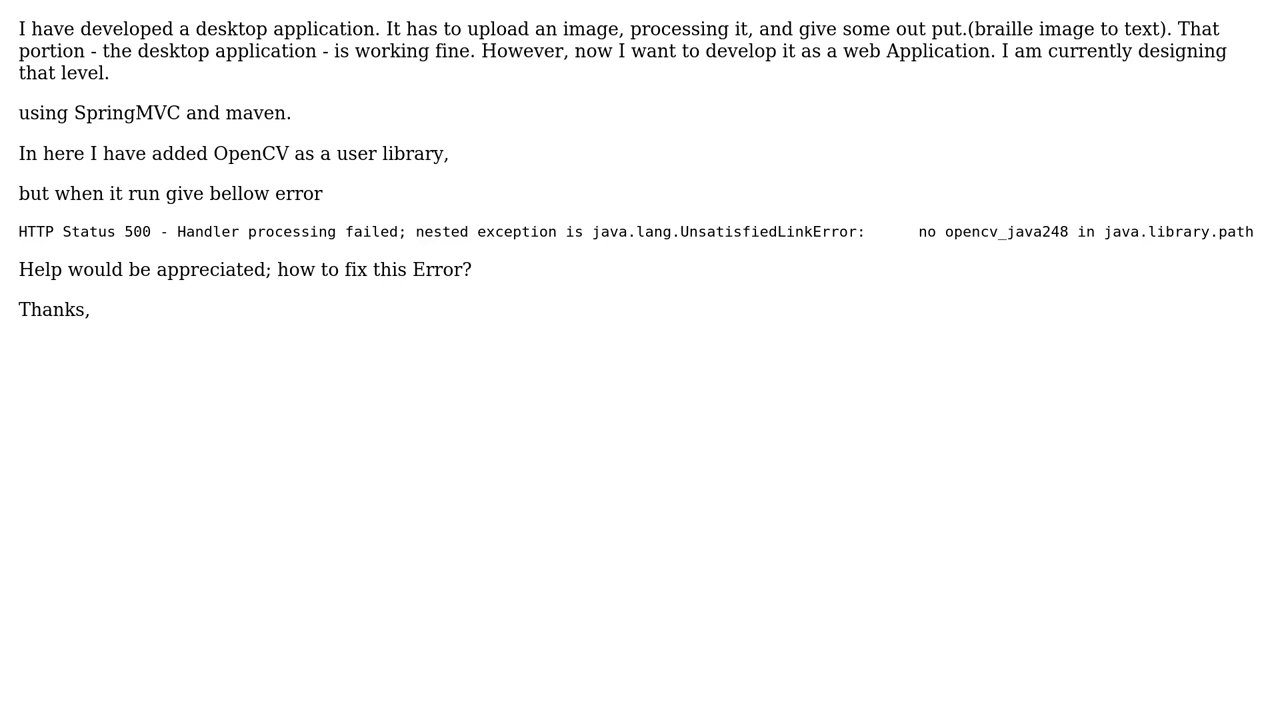 I have developed a desktop application. It has to upload an image, processing it, and give some out put.(braille image to text). That
portion - the desktop application - is working fine. However, now I want to develop it as a web Application. I am currently designing
that level.
using SpringMVC and maven.
In here I have added OpenCV as a user library,
but when it run give bellow error
HTTP Status 500 - Handler processing failed; nested exception is java.lang.UnsatisfiedLinkError:      no opencv_java248 in java.library.path
Help would be appreciated; how to fix this Error?
Thanks,